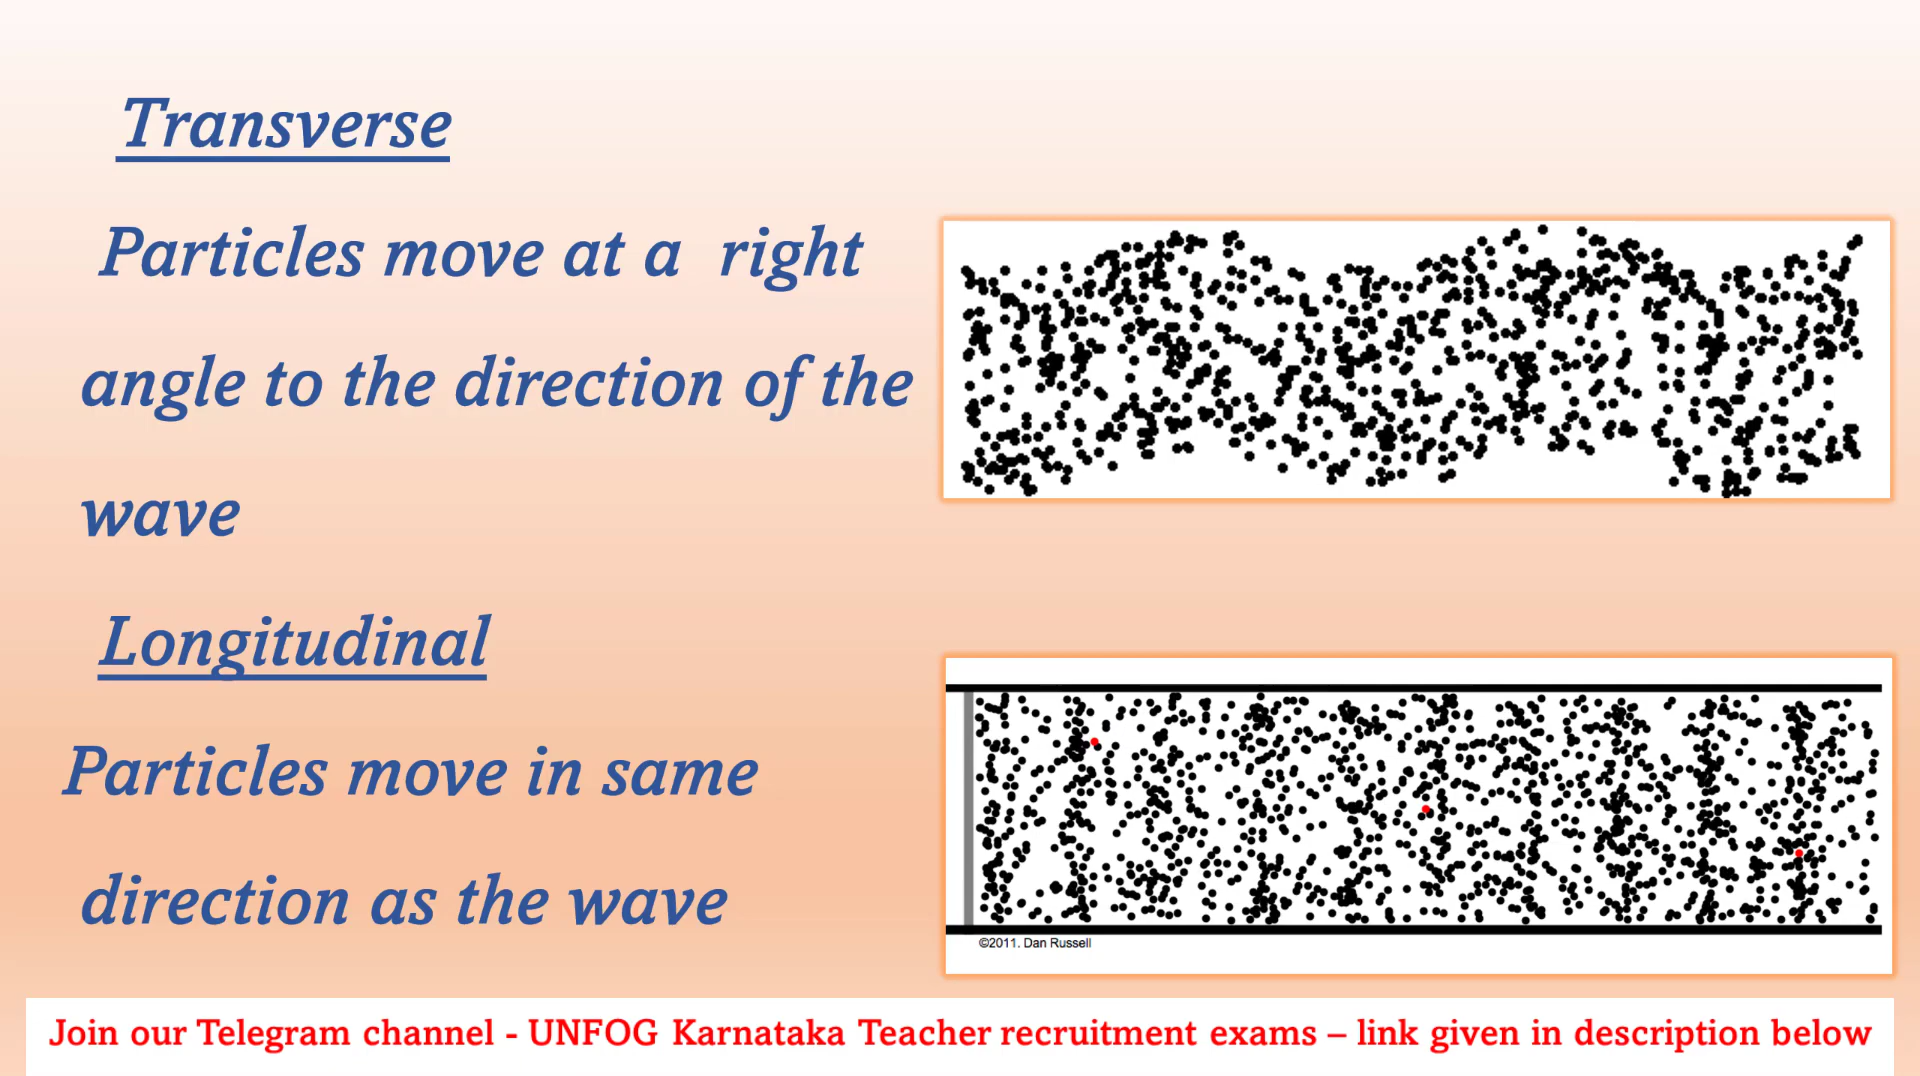 Transverse
Particles move at a right
angle to the direction of the
wave
Longitudinal
Particles move in same
direction as the wave
©2011. Dan Russell
Join our Telegram channel - UNFOG Karnataka Teacher recruitment exams – link given in description below